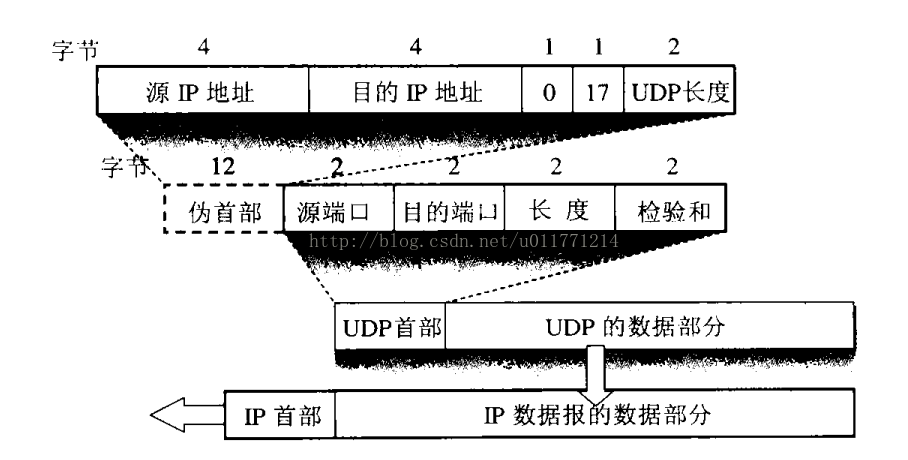 字节 4 4 1 1 2
源 IP 地址 目的 IP 地址 0 17 UDP长度
字节 12 2 2 2 2
伪首部 源端口 目的端口 长 度 检验和
http://blog.csdn.net/u011771214
UDP首部 UDP 的数据部分
IP 首部 IP 数据报的数据部分